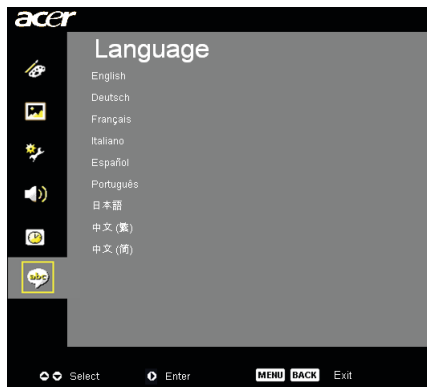 acer
Language
English
Deutsch
Français
Italiano
Español
Português
日本語
中文 (繁)
中文 (简)
abc
Select Enter MENU BACK Exit